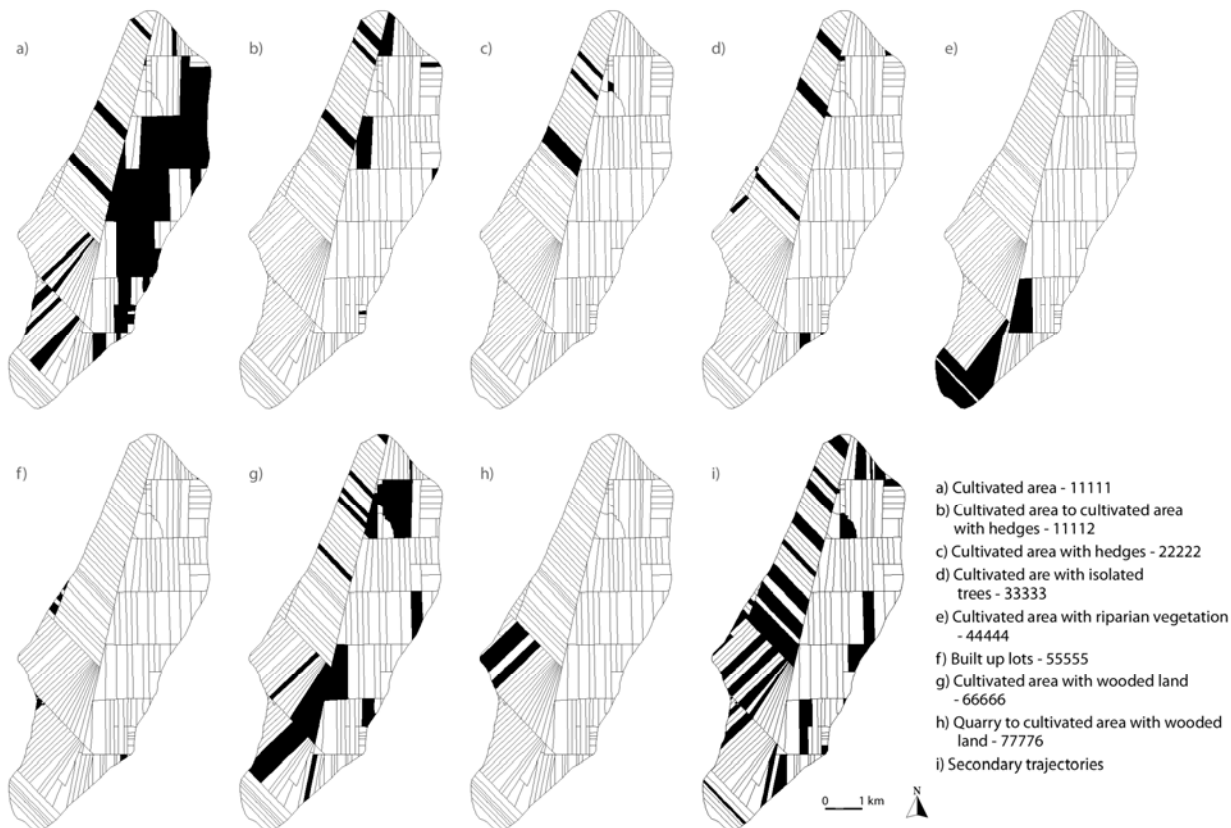 a)
b)
c)
d)
e)
f)
g)
h)
i)
a) Cultivated area - 11111
b) Cultivated area to cultivated area
with hedges - 11112
c) Cultivated area with hedges - 22222
d) Cultivated are with isolated
trees - 33333
e) Cultivated area with riparian vegetation
- 44444
f) Built up lots - 55555
g) Cultivated area with wooded land
- 66666
h) Quarry to cultivated area with wooded
land - 77776
i) Secondary trajectories
0 1 km
N